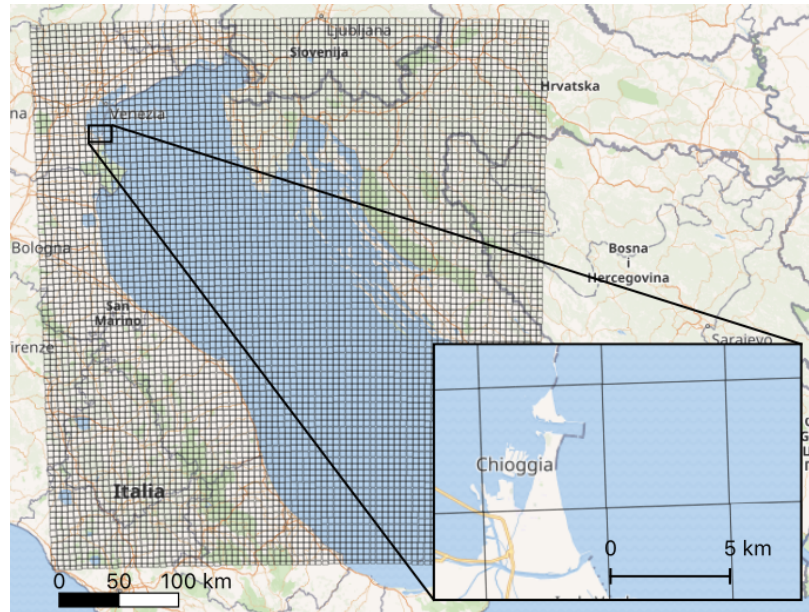 Ljubljana
Slovenija
Hrvatska
na
Venezia
Bologna
Bosna
i
Hercegovina
San
Marino
Sarajevo
irenze
Chioggia
Italia
0 5 km
0 50 100 km